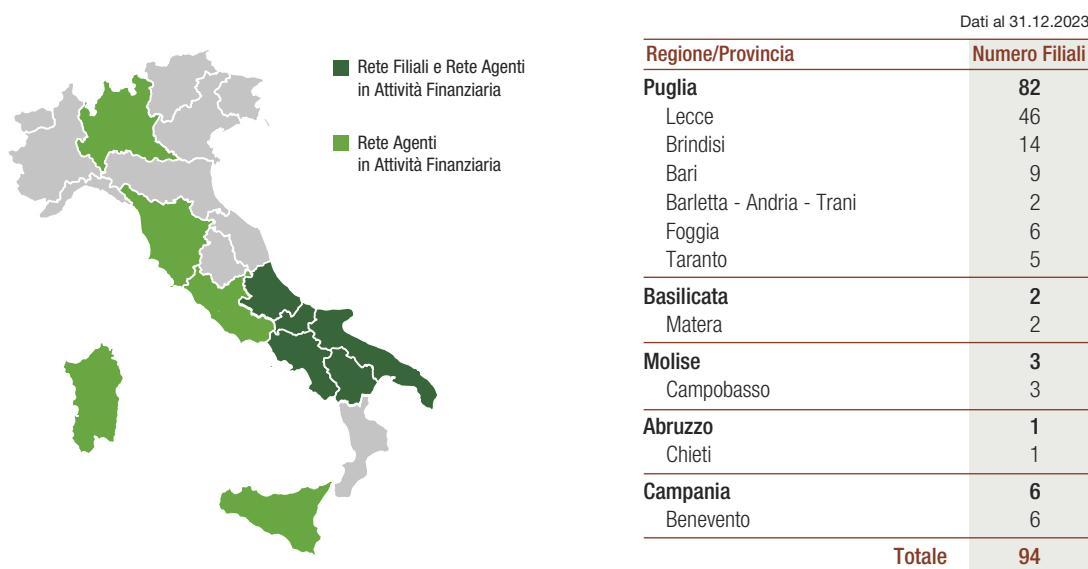 Rete Filiali e Rete Agenti
in Attività Finanziaria
Rete Agenti
in Attività Finanziaria
Dati al 31.12.2023
Regione/Provincia Numero Filiali
Puglia 82
Lecce 46
Brindisi 14
Bari 9
Barletta - Andria - Trani 2
Foggia 6
Taranto 5
Basilicata 2
Matera 2
Molise 3
Campobasso 3
Abruzzo 1
Chieti 1
Campania 6
Benevento 6
Totale 94